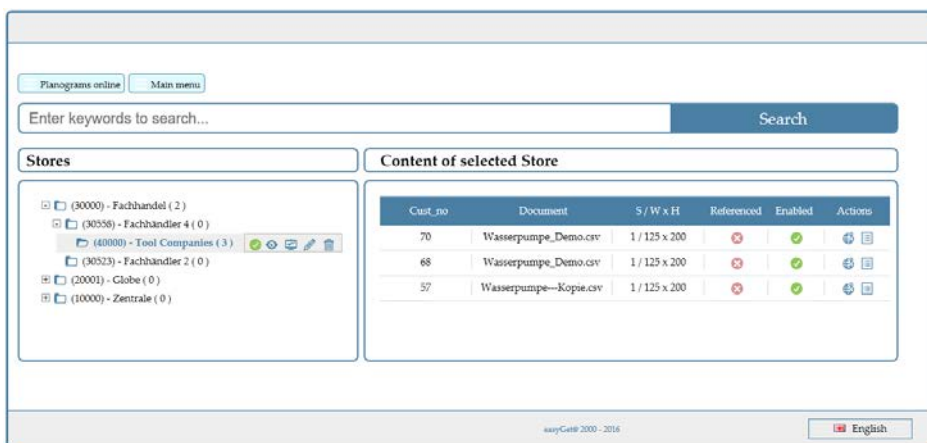 Planograms online Main menu
Enter keywords to search... Search
Stores
(30000) - Fachhandel ( 2 )
(30556) - Fachhändler 4 ( 0 )
(40000) - Tool Companies ( 3 )
(30523) - Fachhändler 2 ( 0 )
(20001) - Globe ( 0 )
(10000) - Zentrale ( 0 )
Content of selected Store
Cust_no Document S / W x H Referenced Enabled Actions
70 Wasserpumpe_Demo.csv 1 / 125 x 200
68 Wasserpumpe_Demo.csv 1 / 125 x 200
57 Wasserpumpe---Kopie.csv 1 / 125 x 200
2000 - 2016
English